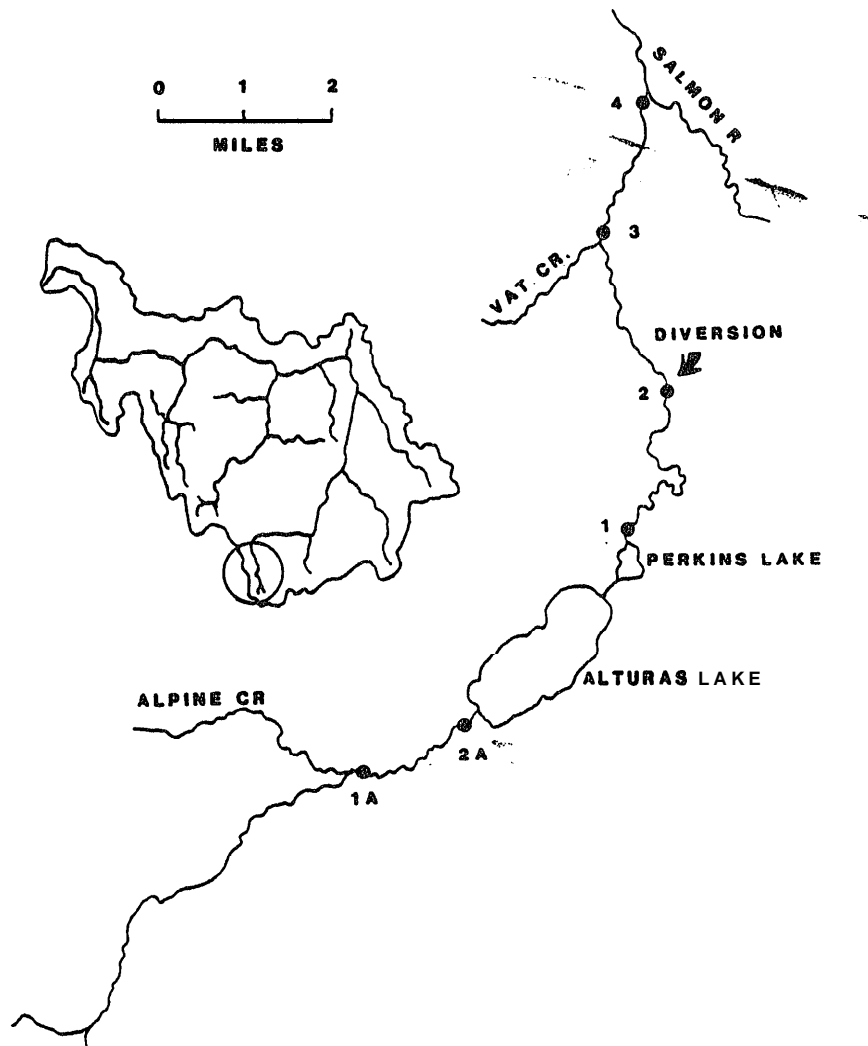 0 1 2
MILES
SALMON R
4
3
VAT CR.
DIVERSION
2
1
PERKINS LAKE
ALTURAS LAKE
ALPINE CR
2A
1A